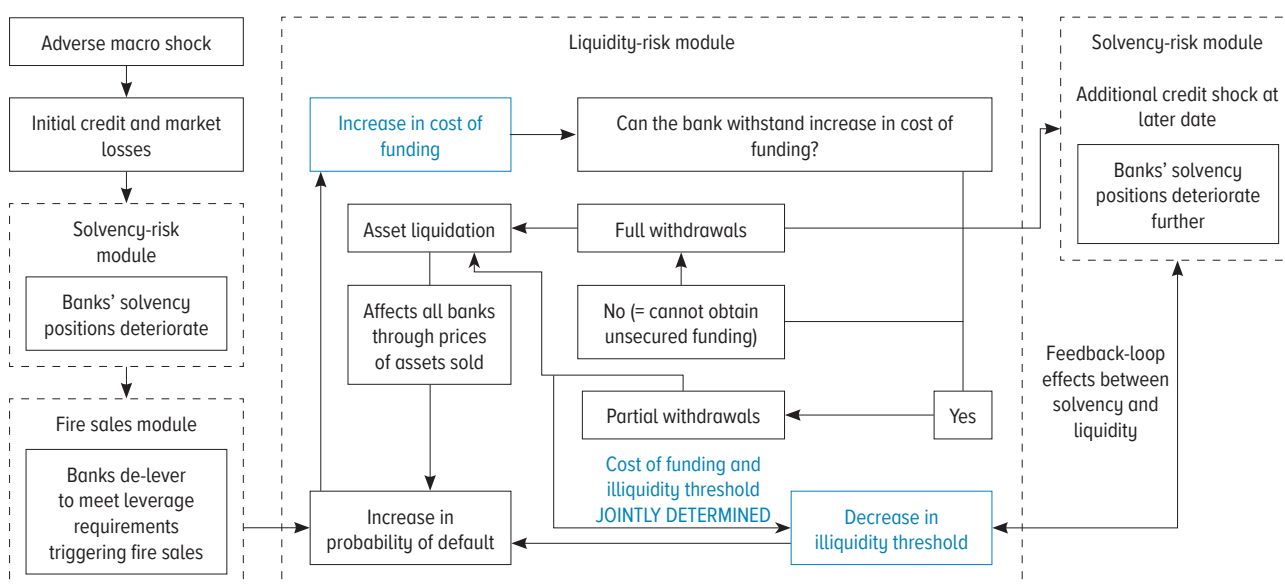 Adverse macro shock
Initial credit and market
losses
Solvency-risk
module
Banks’ solvency
positions deteriorate
Fire sales module
Banks de-lever
to meet leverage
requirements
triggering fire sales
Liquidity-risk module
Increase in cost of
funding
Can the bank withstand increase in cost of
funding?
Asset liquidation
Full withdrawals
Affects all banks
through prices
of assets sold
No (= cannot obtain
unsecured funding)
Partial withdrawals
Yes
Cost of funding and
illiquidity threshold
JOINTLY DETERMINED
Increase in
probability of default
Decrease in
illiquidity threshold
Solvency-risk module
Additional credit shock at
later date
Banks’ solvency
positions deteriorate
further
Feedback-loop
effects between
solvency and
liquidity